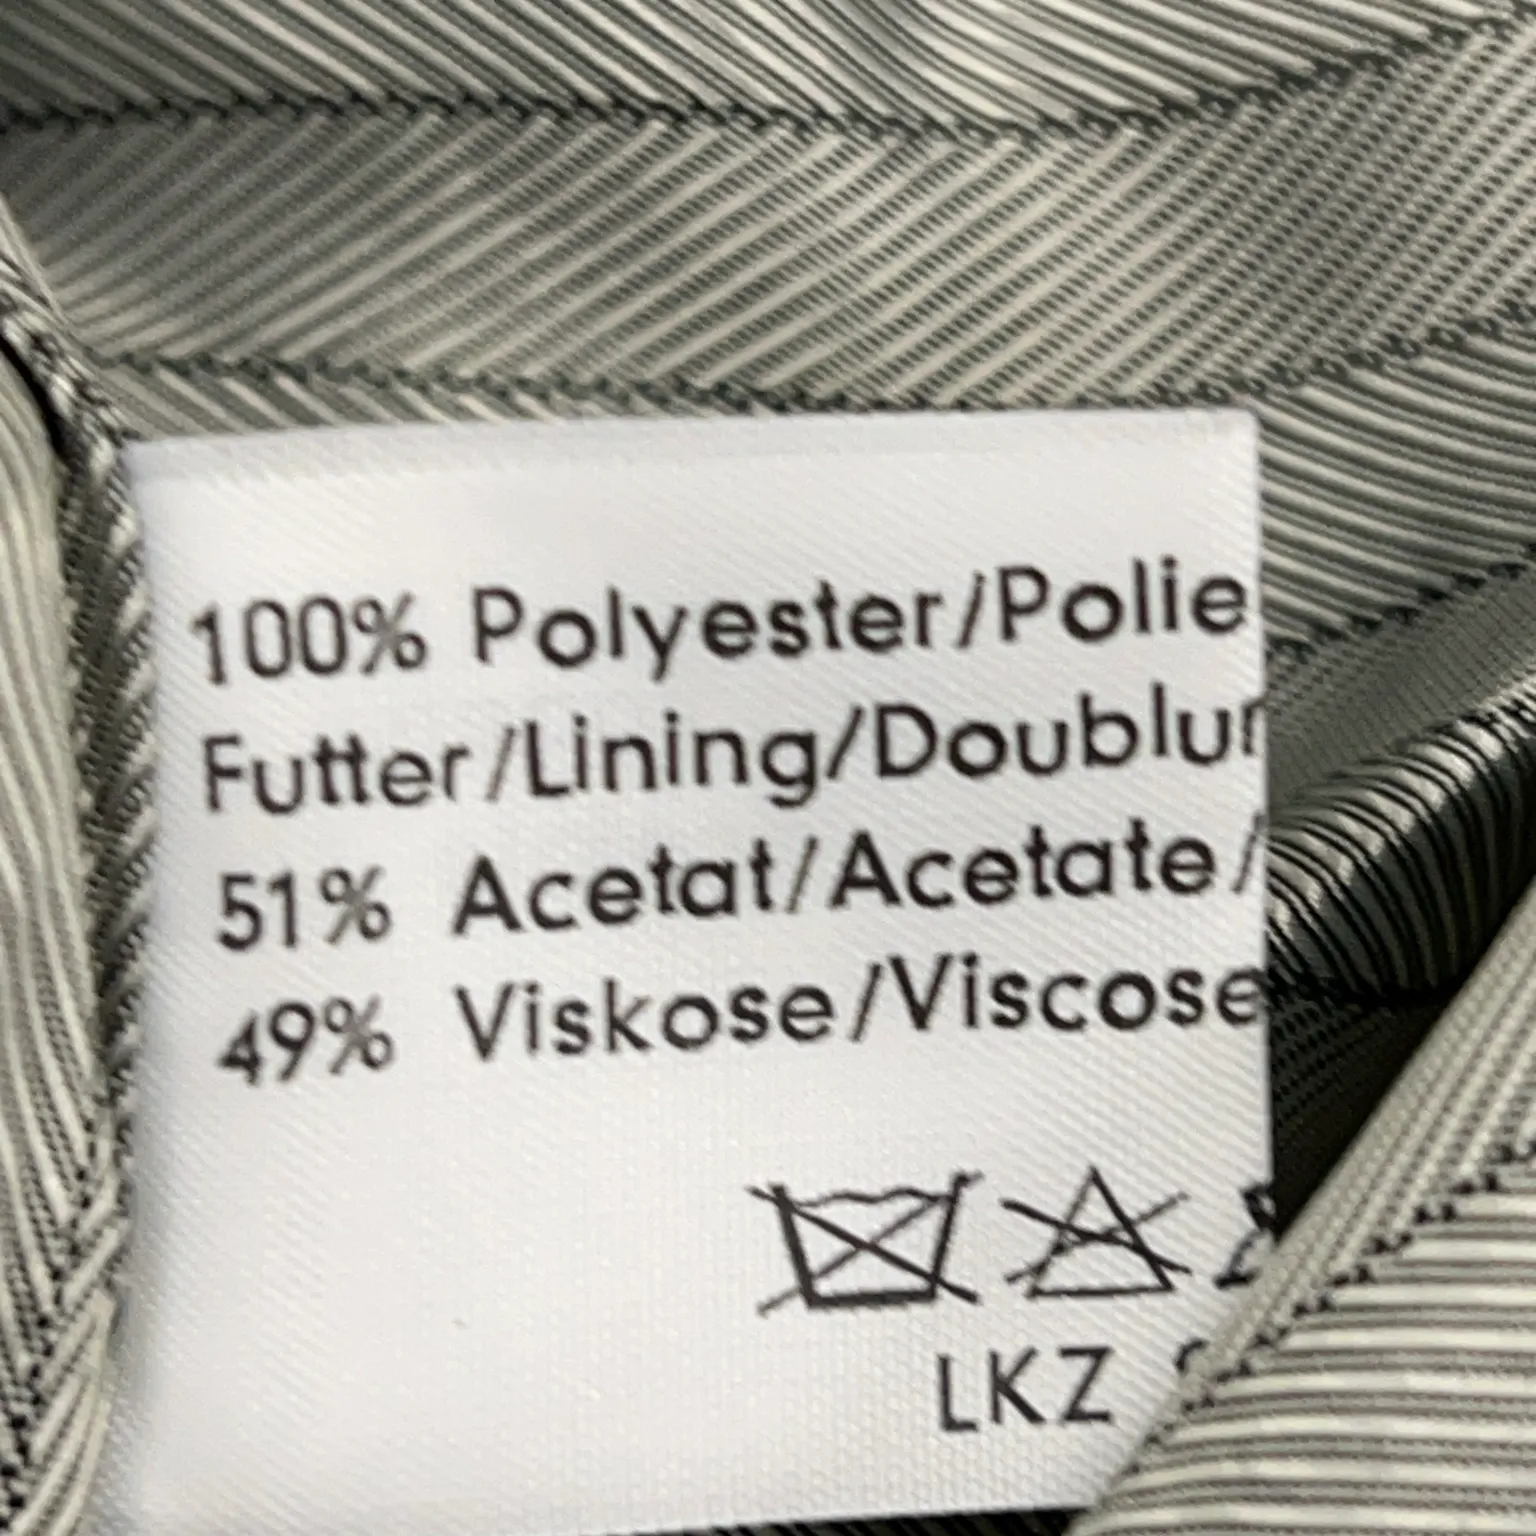 100% Polyester/Polie
Futter/Lining/Doublur
51% Acetat/Acetate/
49% Viskose/Viscose
LKZ